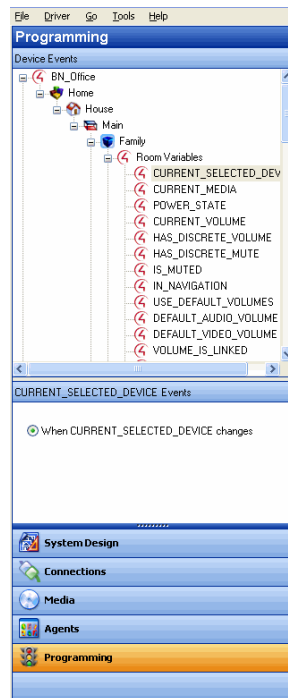 File Driver Go Tools Help
Programming
Device Events
BN_Office
Home
House
Main
Family
Room Variables
CURRENT_SELECTED_DEV
CURRENT_MEDIA
POWER_STATE
CURRENT_VOLUME
HAS_DISCRETE_VOLUME
HAS_DISCRETE_MUTE
IS_MUTED
IN_NAVIGATION
USE_DEFAULT_VOLUMES
DEFAULT_AUDIO_VOLUME
DEFAULT_VIDEO_VOLUME
VOLUME_IS_LINKED
CURRENT_SELECTED_DEVICE Events
When CURRENT_SELECTED_DEVICE changes
System Design
Connections
Media
Agents
Programming